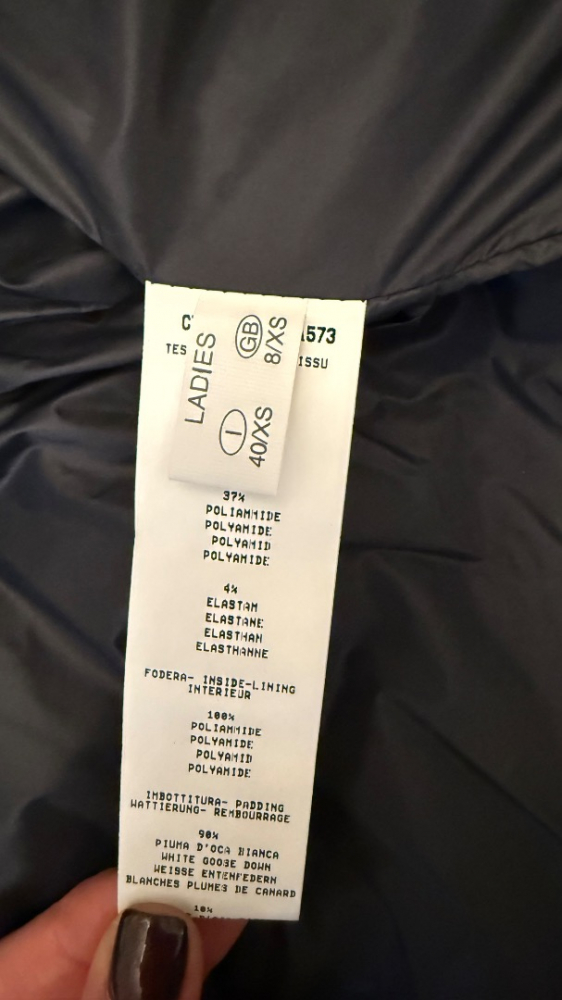 573
LADIES
GB
8/XS
I
40/XS
37%
POLIAMMIDE
POLYAMIDE
POLYAMID
POLYAMIDE
4%
ELASTAM
ELASTANE
ELASTHAN
ELASTHANNE
FODERA- INSIDE-LINING
INTERIEUR
100%
POLIAMMIDE
POLYAMIDE
POLYAMID
POLYAMIDE
IMBOTTITURA- PADDING
WATTIERUNG- REMBOURRAGE
90%
PIUMA D'OCA BIANCA
WHITE GOOSE DOWN
WEISSE ENTENFEDERN
BLANCHES PLUMES DE CANARD
10%